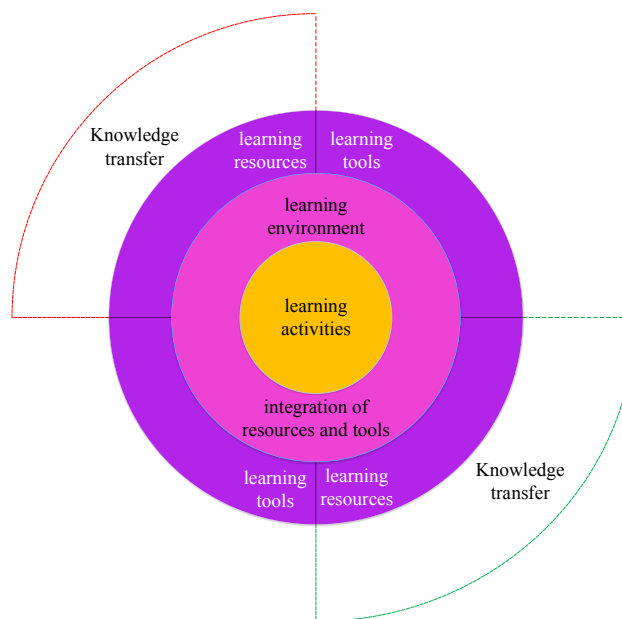 Knowledge
transfer
learning
resources
learning
tools
learning
environment
learning
activities
integration of
resources and tools
learning
tools
learning
resources
Knowledge
transfer